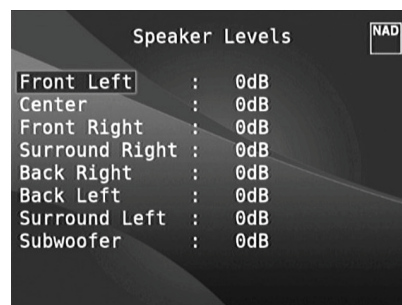 Speaker Levels
NAD
Front Left : 0dB
Center : 0dB
Front Right : 0dB
Surround Right : 0dB
Back Right : 0dB
Back Left : 0dB
Surround Left : 0dB
Subwoofer : 0dB